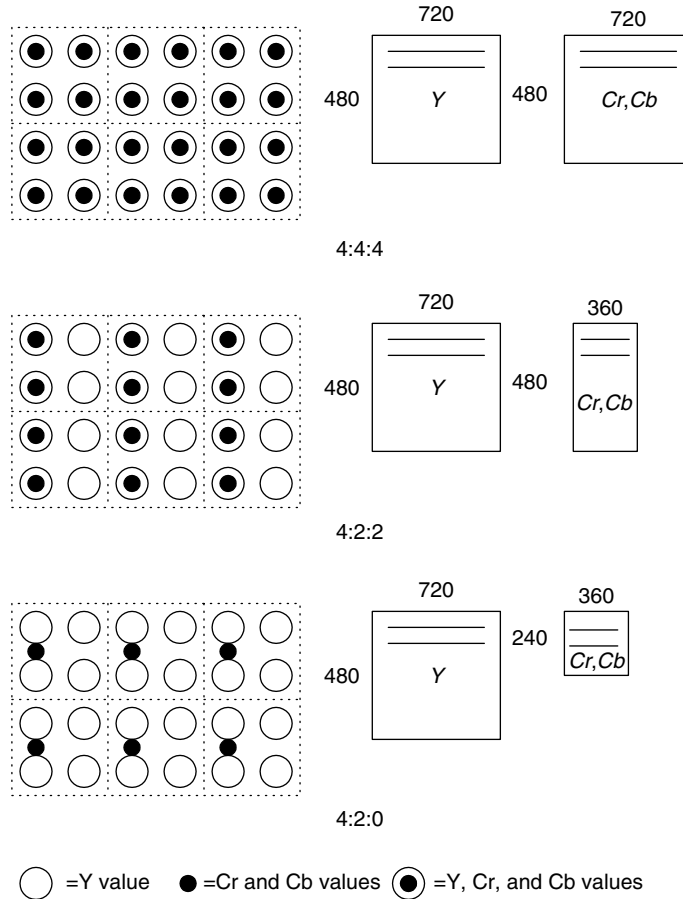 720 720
480 Y 480 Cr,Cb
4:4:4
720 360
480 Y 480 Cr,Cb
4:2:2
720 360
480 Y 240 Cr,Cb
4:2:0
=Y value =Cr and Cb values =Y, Cr, and Cb values